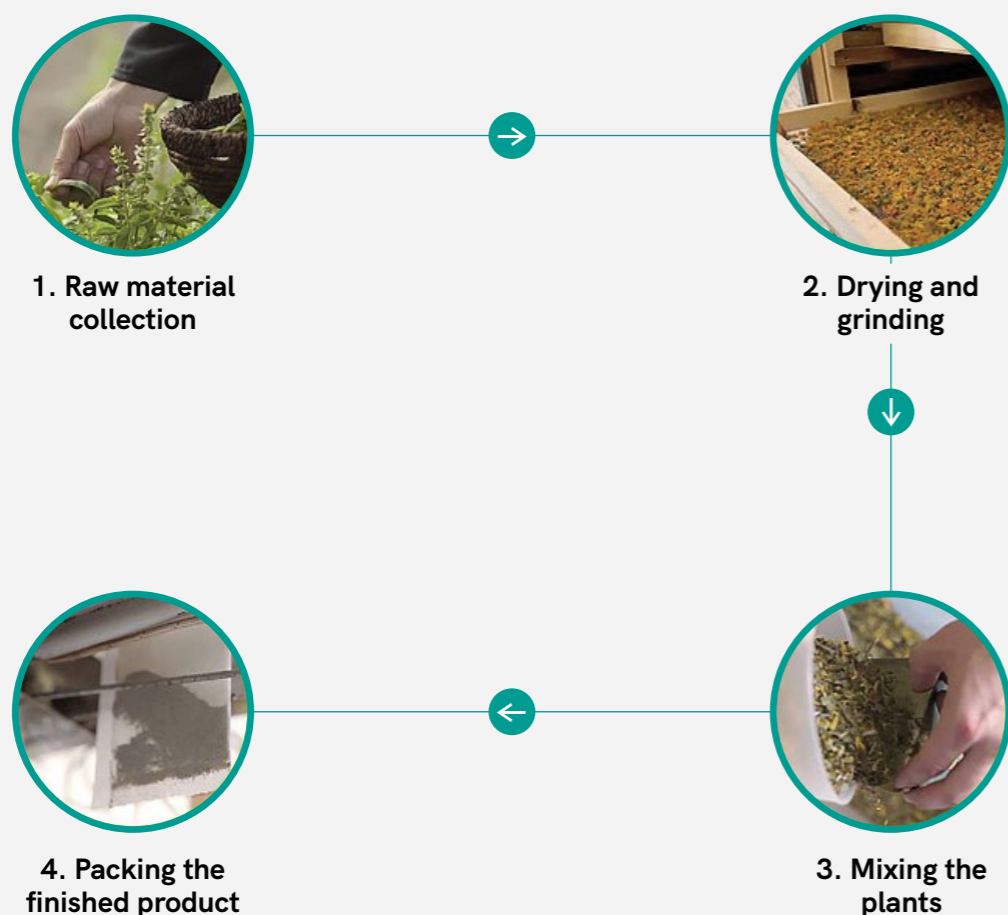 1. Raw material
collection
2. Drying and
grinding
3. Mixing the
plants
4. Packing the
finished product